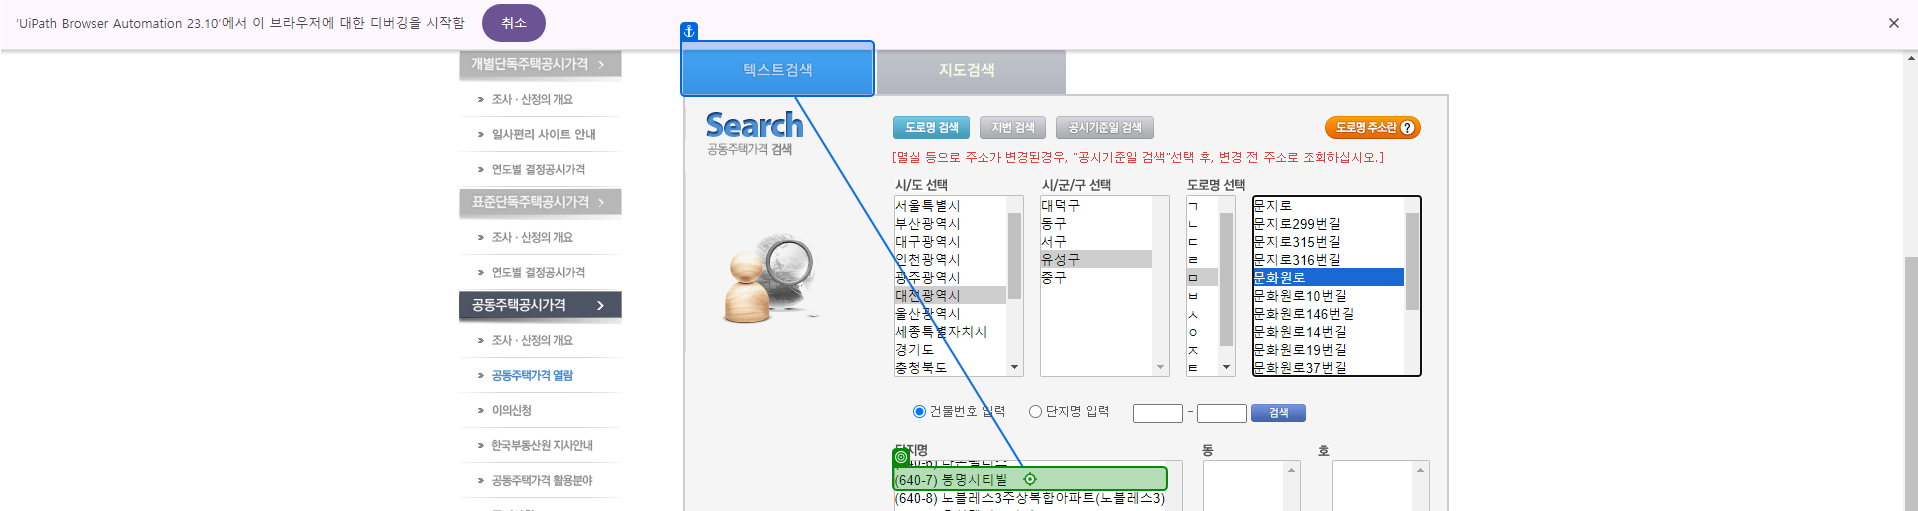 'UiPath Browser Automation 23.10'에서 이 브라우저에 대한 디버깅을 시작함 취소
개별단독주택공시가격
조사·산정의 개요
일사편리 사이트 안내
연도별 결정공시가격
표준단독주택공시가격
조사·산정의 개요
연도별 결정공시가격
공동주택공시가격
조사·산정의 개요
공동주택가격 열람
이의신청
한국부동산원 지사안내
공동주택가격 활용분야
텍스트검색 지도검색
Search
공동주택가격 검색
도로명 검색 지번 검색 공시기준일 검색 도로명 주소란 ?
[멸실 등으로 주소가 변경된경우, "공시기준일 검색"선택 후, 변경 전 주소로 조회하십시오.]
시/도 선택
서울특별시
부산광역시
대구광역시
인천광역시
광주광역시
대전광역시
울산광역시
세종특별자치시
경기도
충청북도
시/군/구 선택
대덕구
동구
서구
유성구
중구
도로명 선택
ㄱ
ㄴ
ㄷ
ㄹ
ㅁ
ㅂ
ㅅ
ㅇ
ㅈ
ㅌ
문지로
문지로299번길
문지로315번길
문지로316번길
문화원로
문화원로10번길
문화원로146번길
문화원로14번길
문화원로19번길
문화원로37번길
건물번호 입력 단지명 입력 - 검색
단지명 동 호
(640-7) 봉명시티빌
(640-8) 노블레스3주상복합아파트(노블레스3)